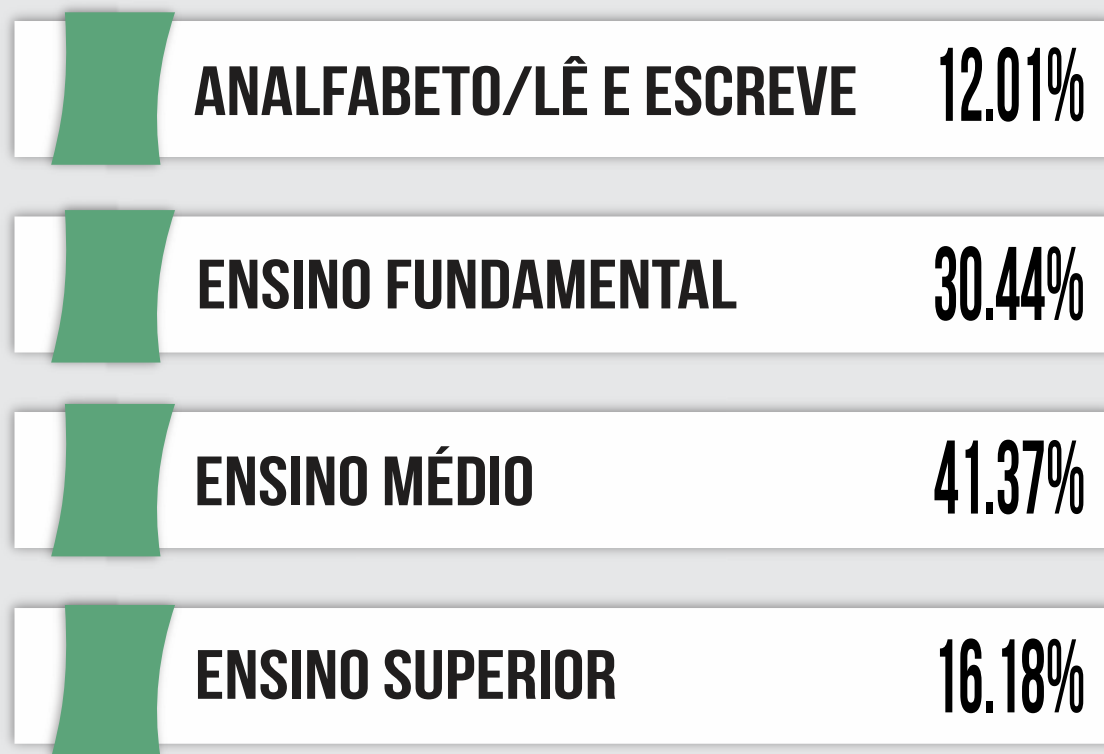 ANALFABETO/LÊ E ESCREVE 12.01%
ENSINO FUNDAMENTAL 30.44%
ENSINO MÉDIO 41.37%
ENSINO SUPERIOR 16.18%